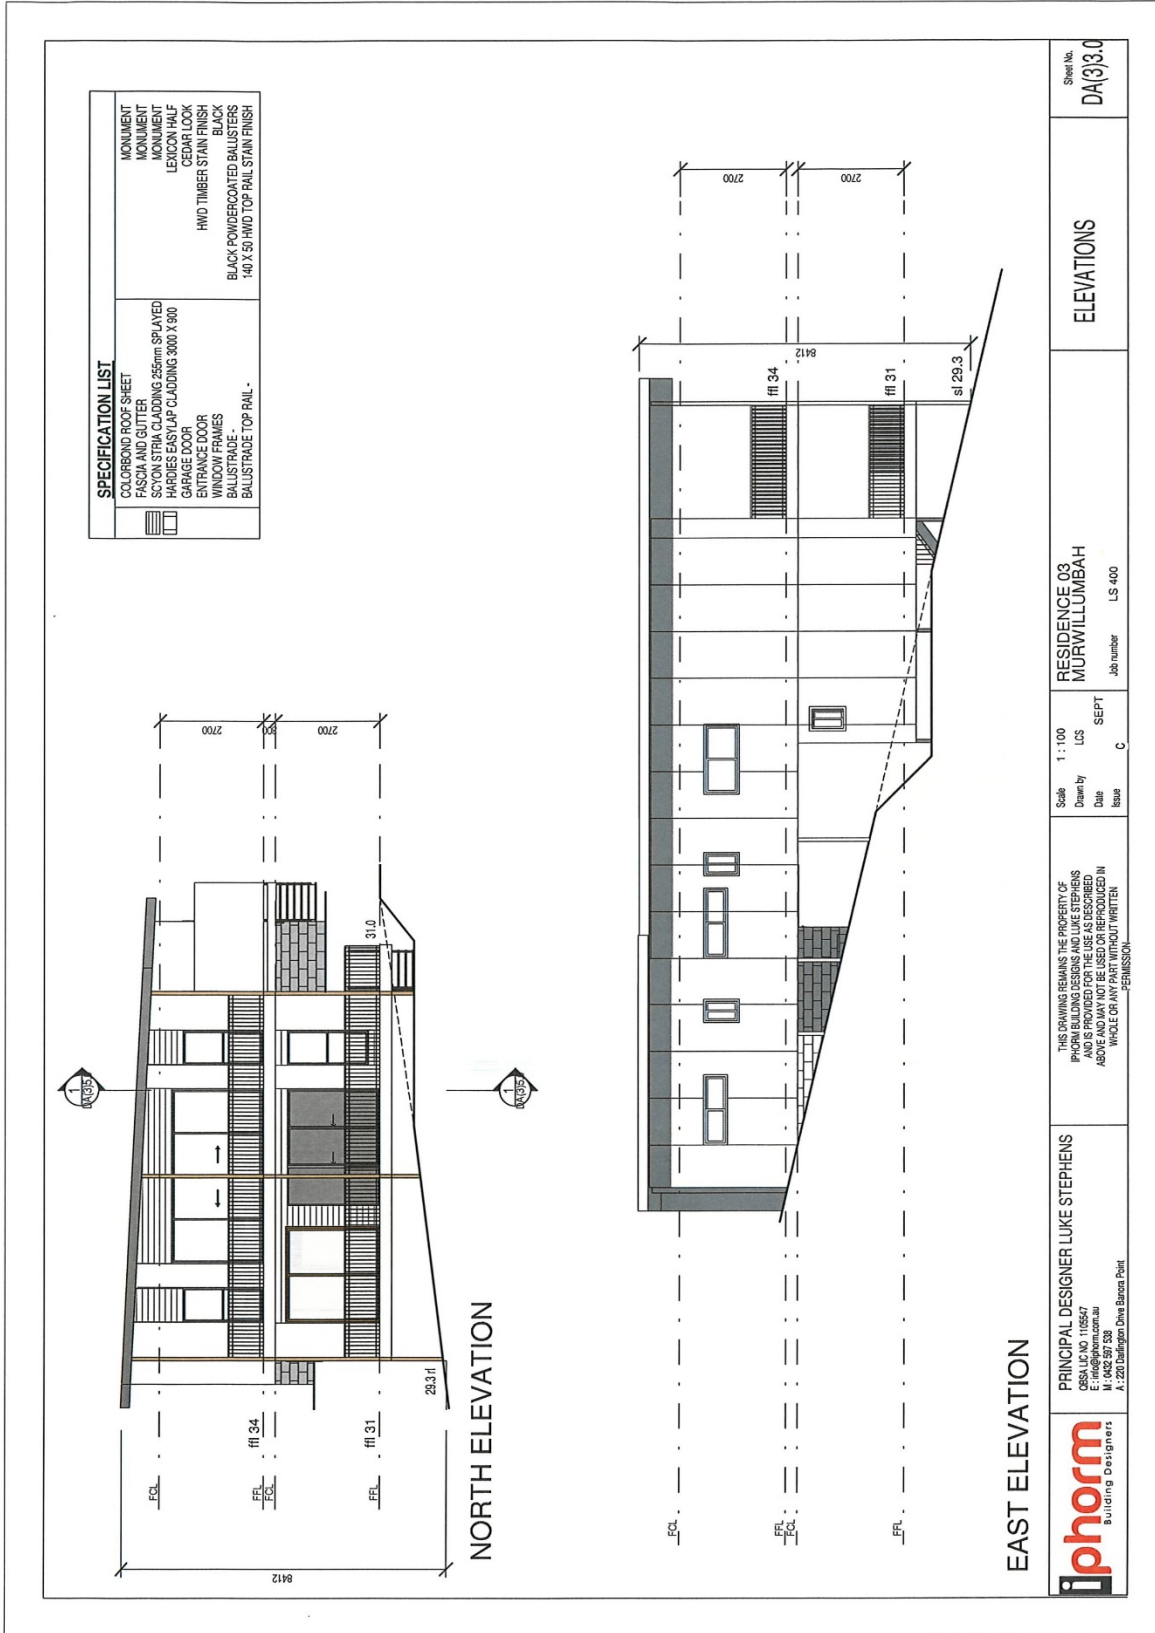 SPECIFICATION LIST
COLORBOND ROOF SHEET MONUMENT
FASCIA AND GUTTER MONUMENT
SCYON STRIA CLADDING 255mm SPLAYED MONUMENT
HARDIES EASYLAP CLADDING 3000 X 900 LEXICON HALF
GARAGE DOOR CEDAR LOOK
ENTRANCE DOOR HWD TIMBER STAIN FINISH
WINDOW FRAMES BLACK
BALUSTRADE - BLACK POWDERCOATED BALUSTERS
BALUSTRADE TOP RAIL - 140 X 50 HWD TOP RAIL STAIN FINISH
1
1
8412
FCL
FFL
FCL
FFL
ffl 34
ffl 31
29.3 rl
31.0
2700
300
2700
NORTH ELEVATION
FCL
FFL
FCL
FFL
8412
ffl 34
ffl 31
sl 29.3
2700
2700
EAST ELEVATION
iphorm
Building Designers
PRINCIPAL DESIGNER LUKE STEPHENS
QBSA LIC NO. 1105547
E : info@iphorm.com.au
M : 0432 597 538
A : 220 Darlington Drive Banora Point
THIS DRAWING REMAINS THE PROPERTY OF
IPHORM BUILDING DESIGNS AND LUKE STEPHENS
AND IS PROVIDED FOR THE USE AS DESCRIBED
ABOVE AND MAY NOT BE USED OR REPRODUCED IN
WHOLE OR ANY PART WITHOUT WRITTEN
PERMISSION
Scale 1 : 100
Drawn by LCS
Date SEPT
Issue C
RESIDENCE 03
MURWILLUMBAH
Job number LS 400
ELEVATIONS
Sheet No.
DA(3)3.0